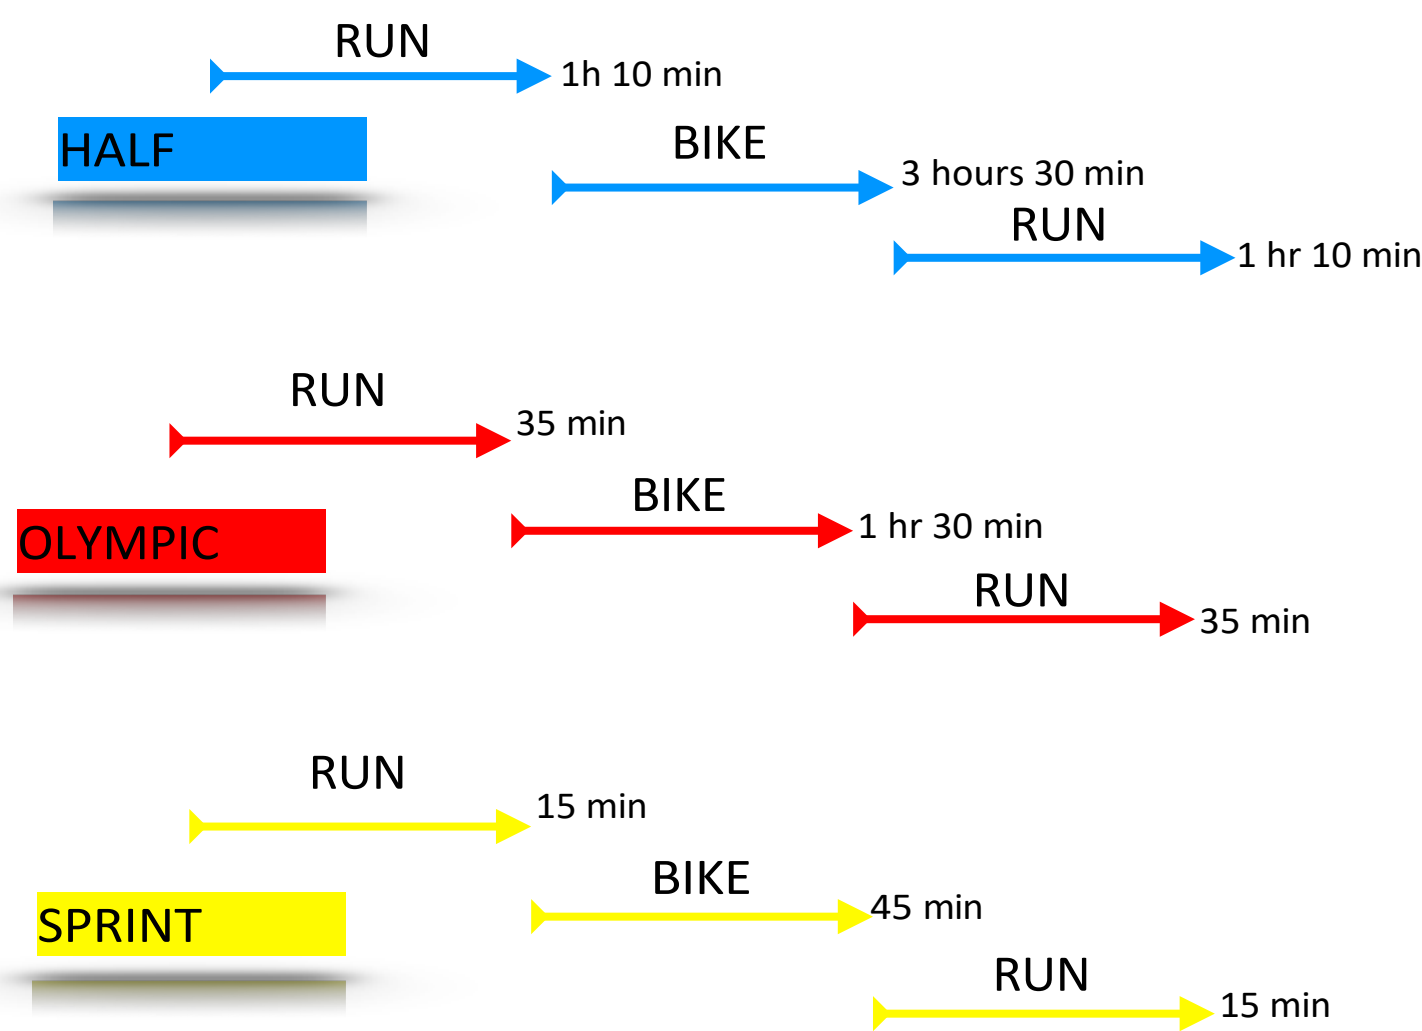 RUN
1h 10 min
HALF
BIKE
3 hours 30 min
RUN
1 hr 10 min
RUN
35 min
BIKE
1 hr 30 min
OLYMPIC
RUN
35 min
RUN
15 min
BIKE
45 min
SPRINT
RUN
15 min